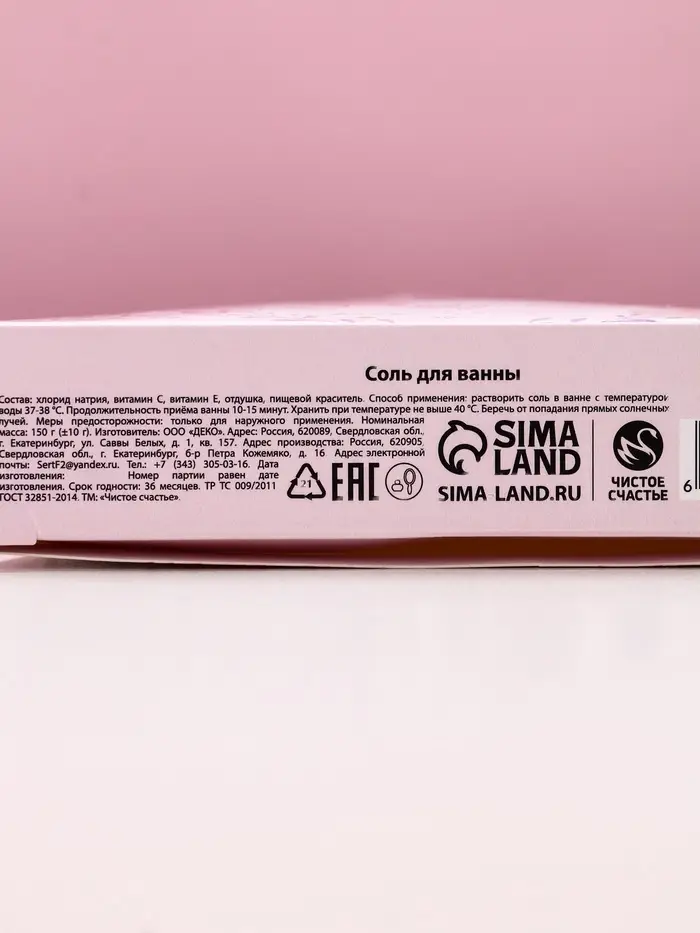 Соль для ванны
Состав: хлорид натрия, витамин С, витамин Е, отдушка, пищевой краситель. Способ применения: растворить соль в ванне с температурой
воды 37-38 °С. Продолжительность приёма ванны 10-15 минут. Хранить при температуре не выше 40 °С. Беречь от попадания прямых солнечных
лучей. Меры предосторожности: только для наружного применения. Номинальная
масса: 150 г (±10 г). Изготовитель: ООО «ДЕКО». Адрес: Россия, 620089, Свердловская обл.,
г. Екатеринбург, ул. Саввы Белых, д. 1, кв. 157. Адрес производства: Россия, 620905,
Свердловская обл., г. Екатеринбург, б-р Петра Кожемяко, д. 16 Адрес электронной
почты: SertF2@yandex.ru. Тел.: +7 (343) 305-03-16. Дата
изготовления: Номер партии равен дате
изготовления. Срок годности: 36 месяцев. ТР ТС 009/2011
ГОСТ 32851-2014. ТМ: «Чистое счастье».
21
EAC
SIMA
LAND
SIMA-LAND.RU
ЧИСТОЕ
СЧАСТЬЕ
6